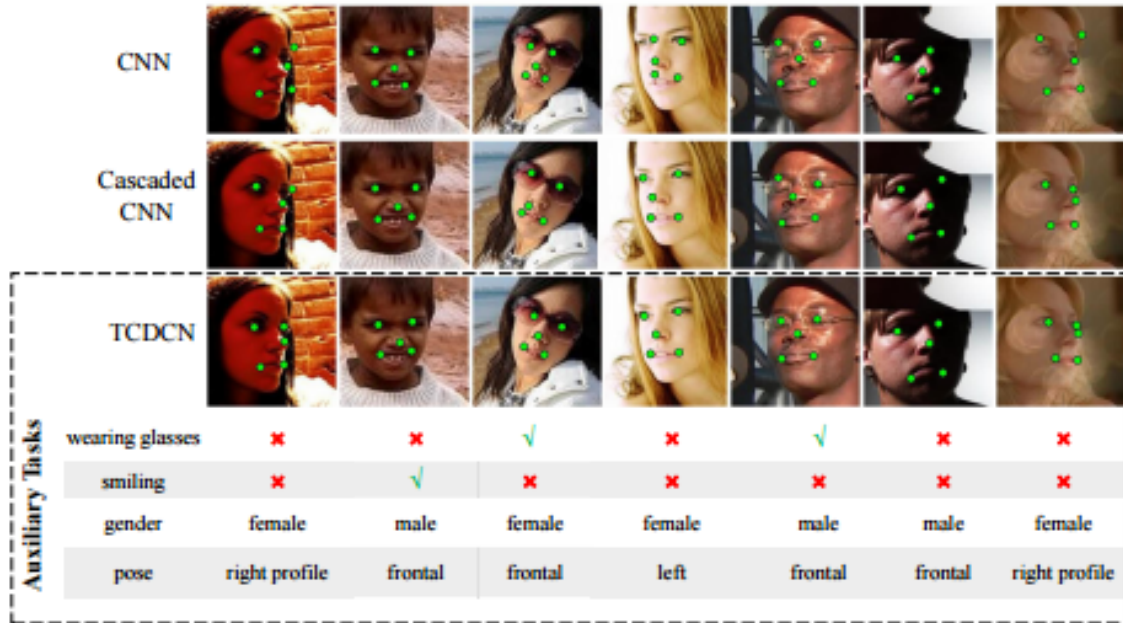 CNN
Cascaded
CNN
TCDCN
Auxiliary Tasks
wearing glasses ✖ ✖ √ ✖ √ ✖ ✖
smiling ✖ √ ✖ ✖ ✖ ✖ ✖
gender female male female female male male female
pose right profile frontal frontal left frontal frontal right profile